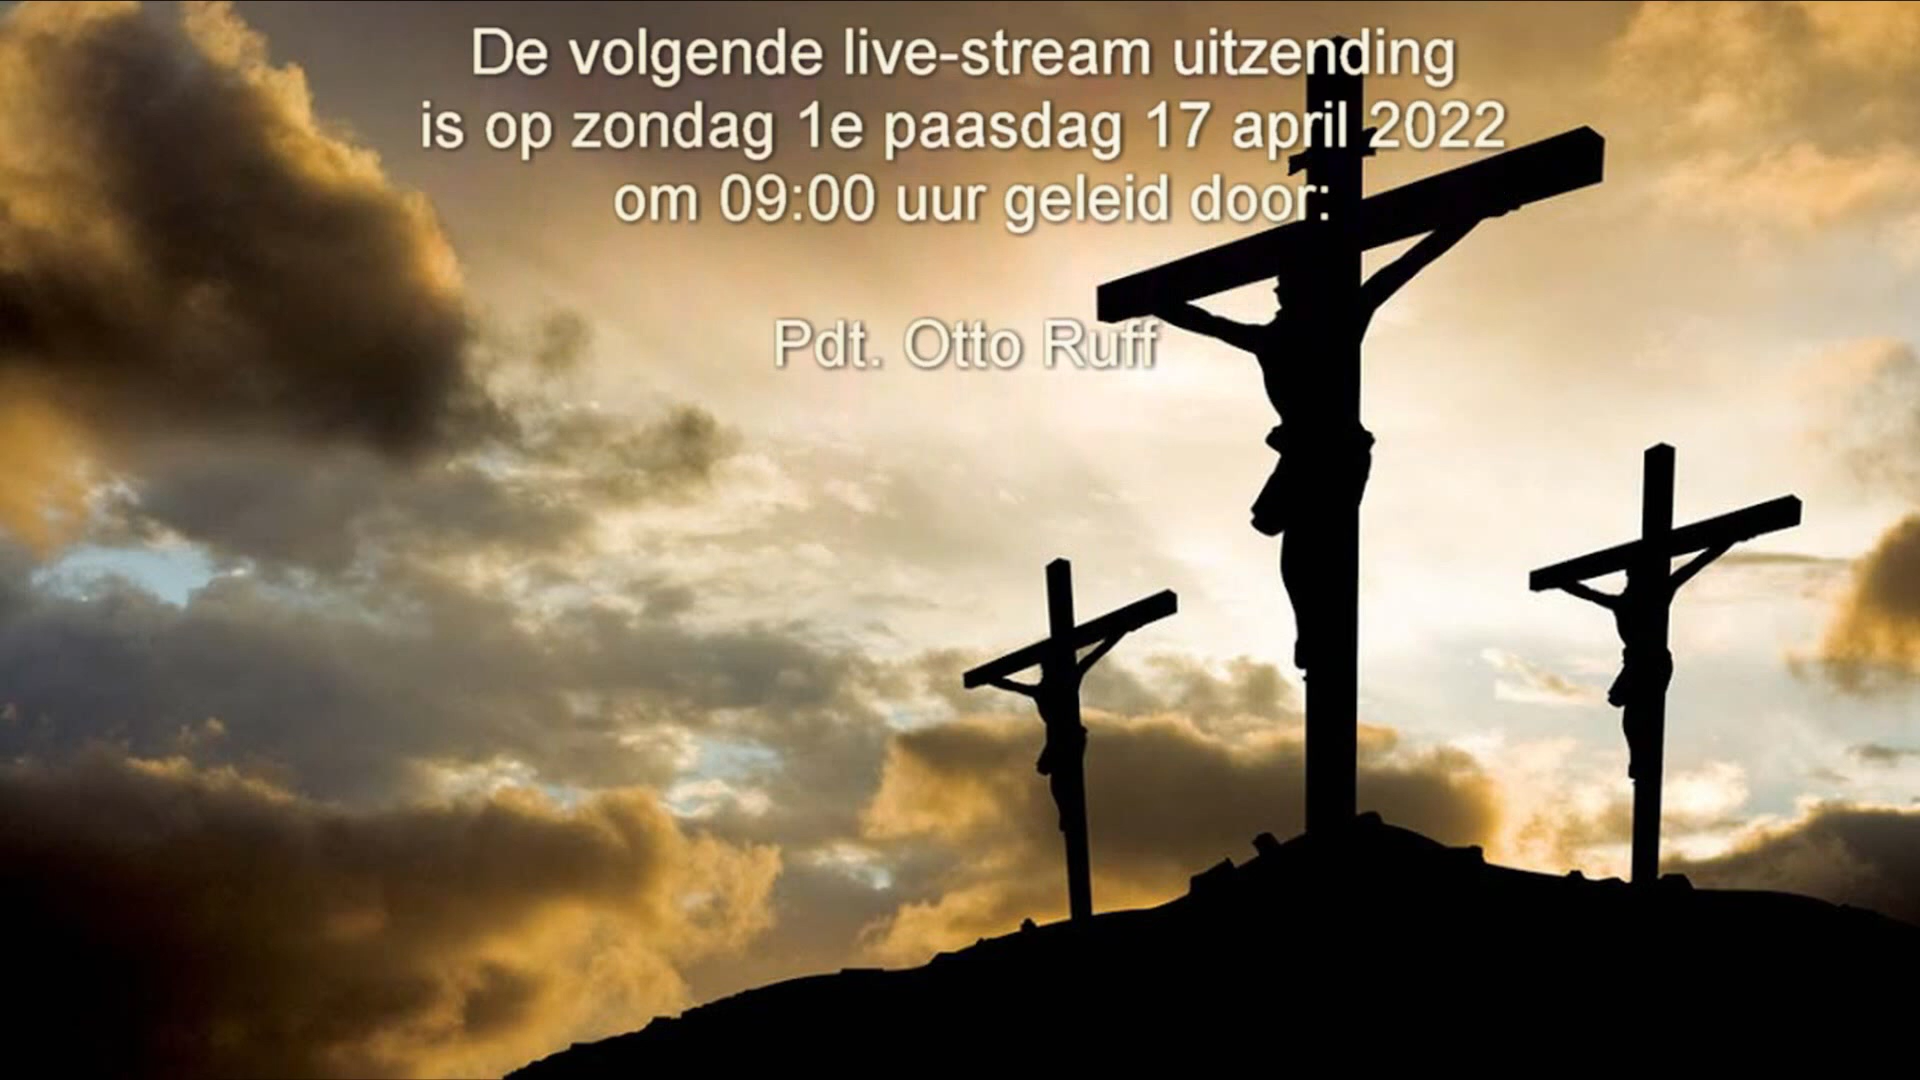 De volgende live-stream uitzending
is op zondag 1e paasdag 17 april 2022
om 09:00 uur geleid door:
Pdt. Otto Ruff